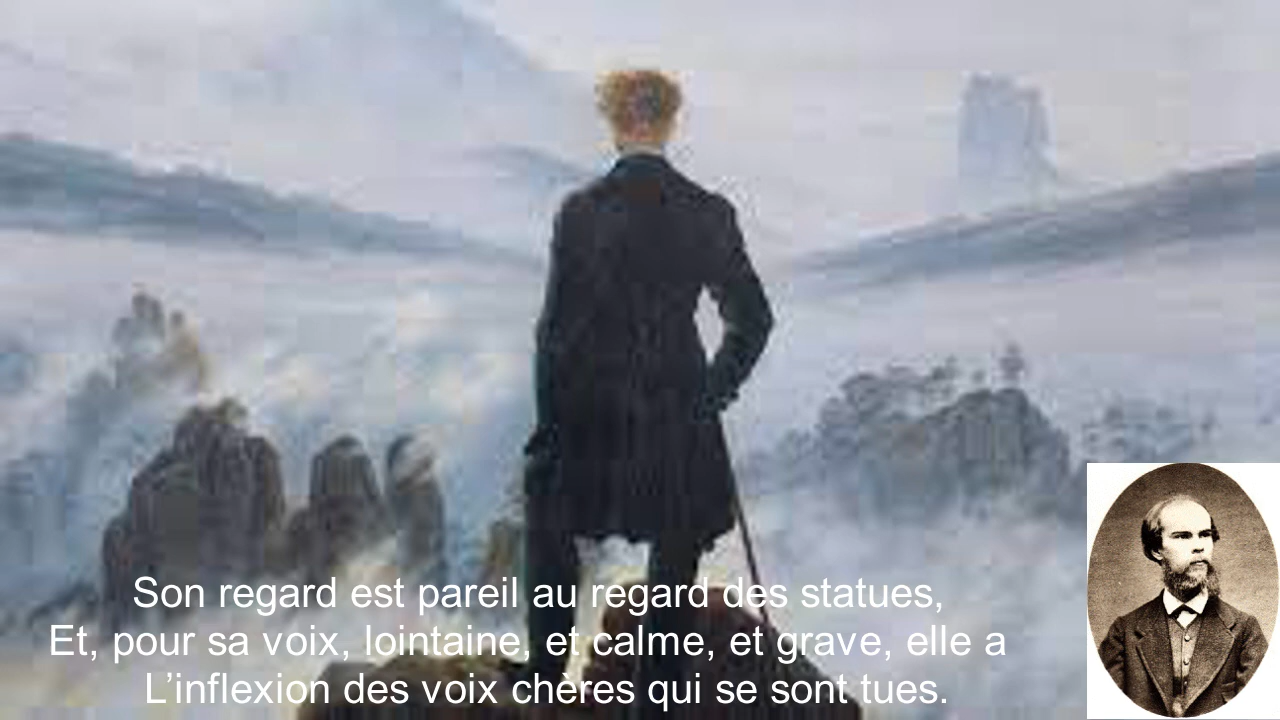 Son regard est pareil au regard des statues,
Et, pour sa voix, lointaine, et calme, et grave, elle a
L’inflexion des voix chères qui se sont tues.